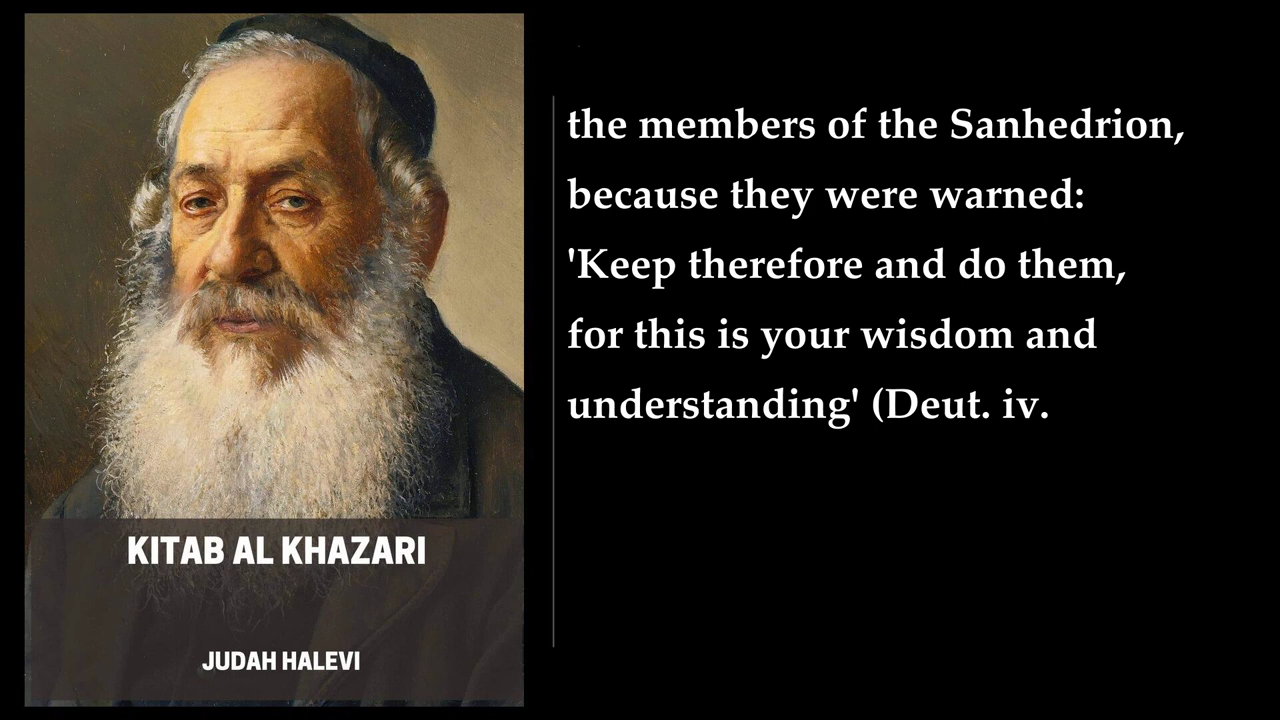 KITAB AL KHAZARI
JUDAH HALEVI
the members of the Sanhedrion,
because they were warned:
'Keep therefore and do them,
for this is your wisdom and
understanding' (Deut. iv.